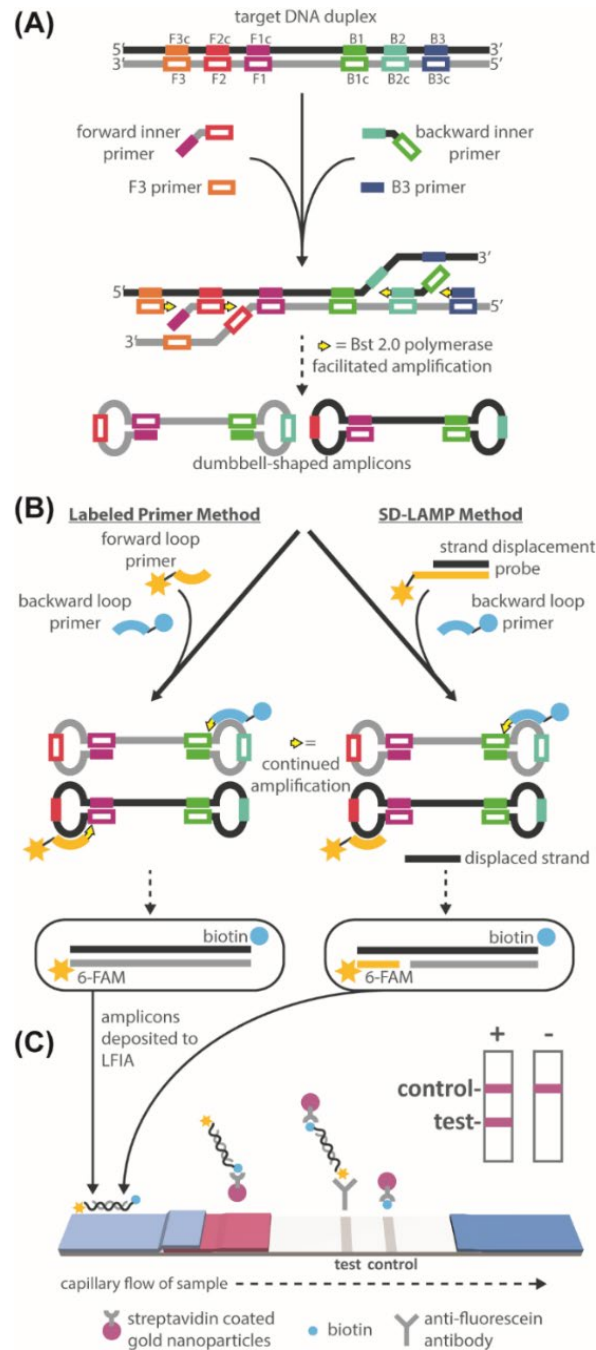 (A)
target DNA duplex
F3c F2c F1c B1 B2 B3
5′ 3′
3′ 5′
F3 F2 F1 B1c B2c B3c
forward inner
primer
backward inner
primer
F3 primer
B3 primer
3′
5′ 5′
3′
= Bst 2.0 polymerase
facilitated amplification
dumbbell-shaped amplicons
(B)
Labeled Primer Method
SD-LAMP Method
forward loop
primer
strand displacement
probe
backward loop
primer
backward loop
primer
=
continued
amplification
displaced strand
biotin
6-FAM
biotin
6-FAM
amplicons
deposited to
LFIA
(C)
+ -
control-
test-
test control
capillary flow of sample
streptavidin coated
gold nanoparticles
biotin
anti-fluorescein
antibody